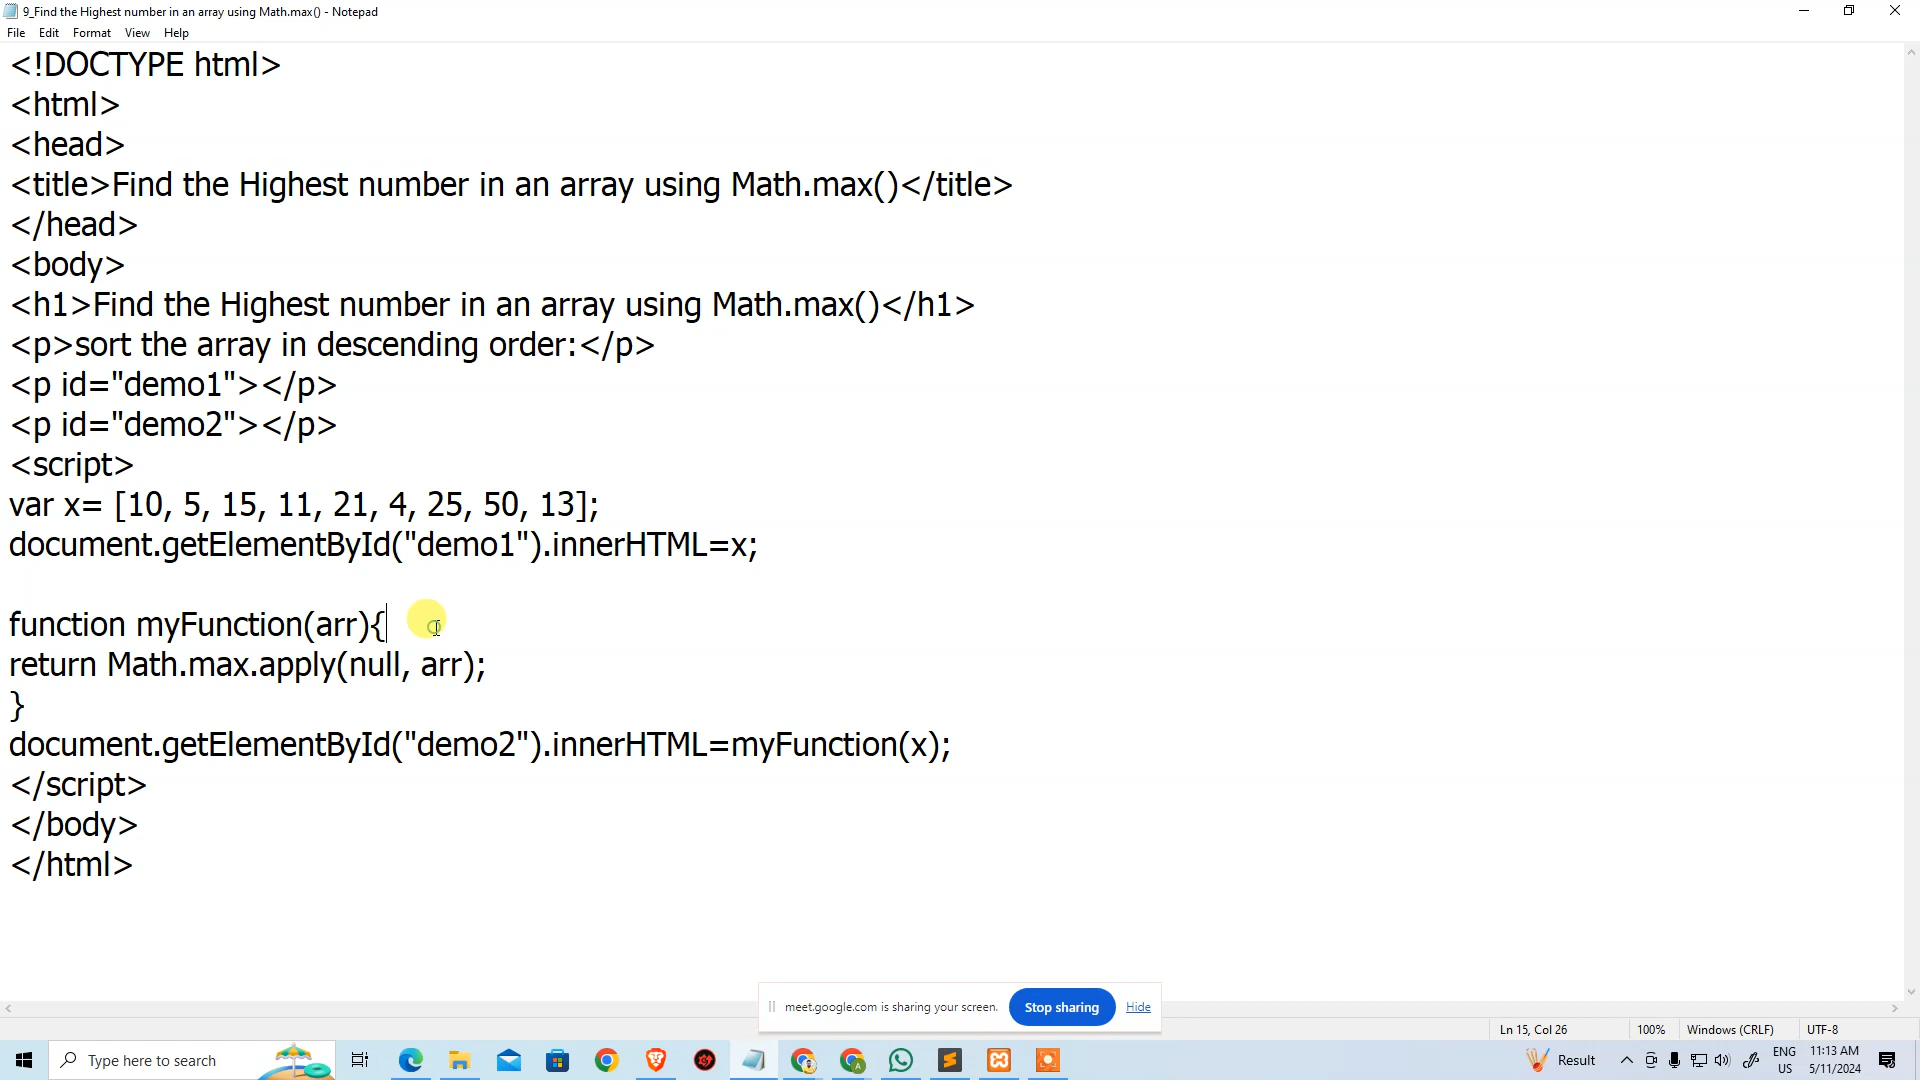 9_Find the Highest number in an array using Math.max() - Notepad
File Edit Format View Help
<!DOCTYPE html>
<html>
<head>
<title>Find the Highest number in an array using Math.max()</title>
</head>
<body>
<h1>Find the Highest number in an array using Math.max()</h1>
<p>sort the array in descending order:</p>
<p id="demo1"></p>
<p id="demo2"></p>
<script>
var x= [10, 5, 15, 11, 21, 4, 25, 50, 13];
document.getElementById("demo1").innerHTML=x;
function myFunction(arr){
return Math.max.apply(null, arr);
}
document.getElementById("demo2").innerHTML=myFunction(x);
</script>
</body>
</html>
meet.google.com is sharing your screen. Stop sharing Hide
Ln 15, Col 26 100% Windows (CRLF) UTF-8
Type here to search
Result
ENG
US
11:13 AM
5/11/2024